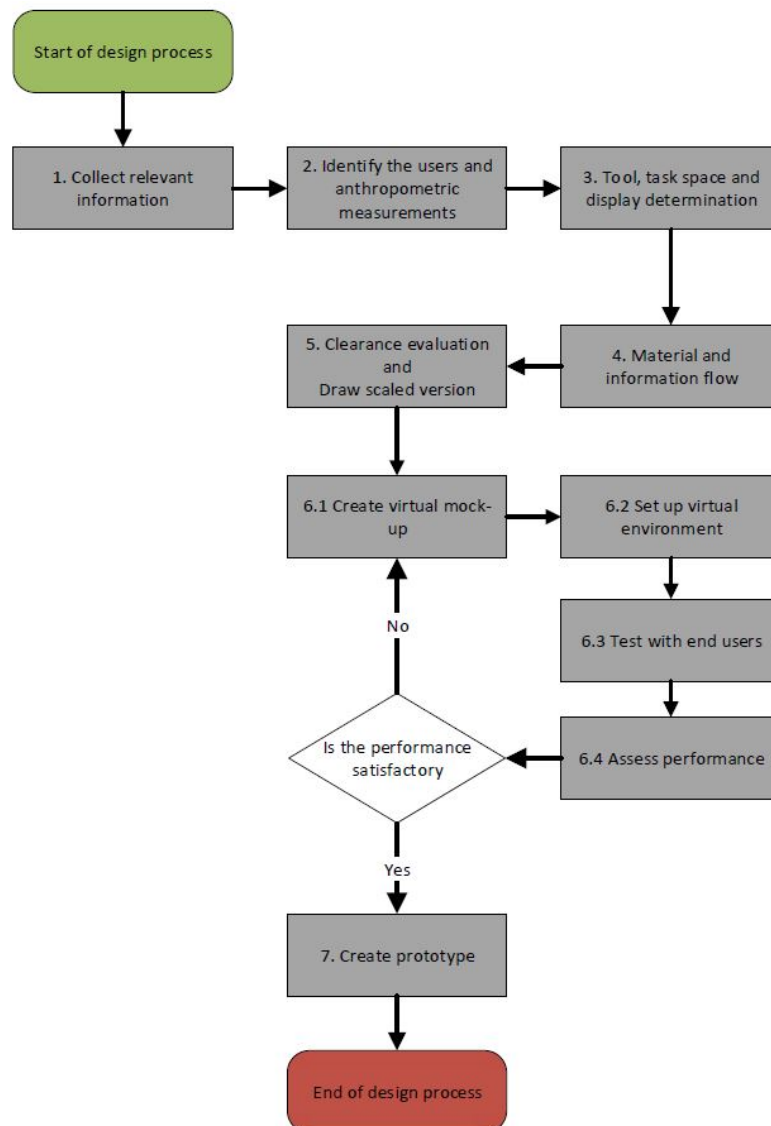 Start of design process
1. Collect relevant
information
2. Identify the users and
anthropometric
measurements
3. Tool, task space and
display determination
4. Material and
information flow
5. Clearance evaluation
and
Draw scaled version
6.1 Create virtual mock-
up
6.2 Set up virtual
environment
6.3 Test with end users
6.4 Assess performance
Is the performance
satisfactory
No
Yes
7. Create prototype
End of design process